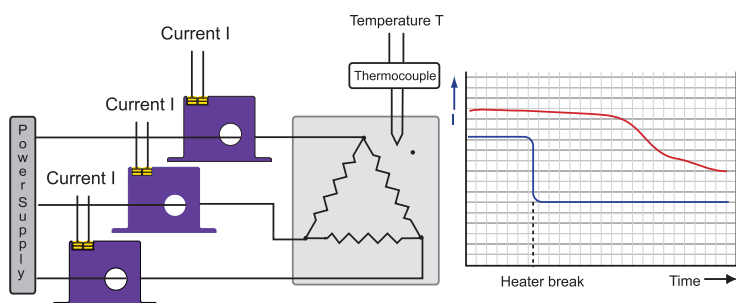 Temperature T
Current I
Thermocouple
Current I
I
Power Supply
Current I
Heater break
Time